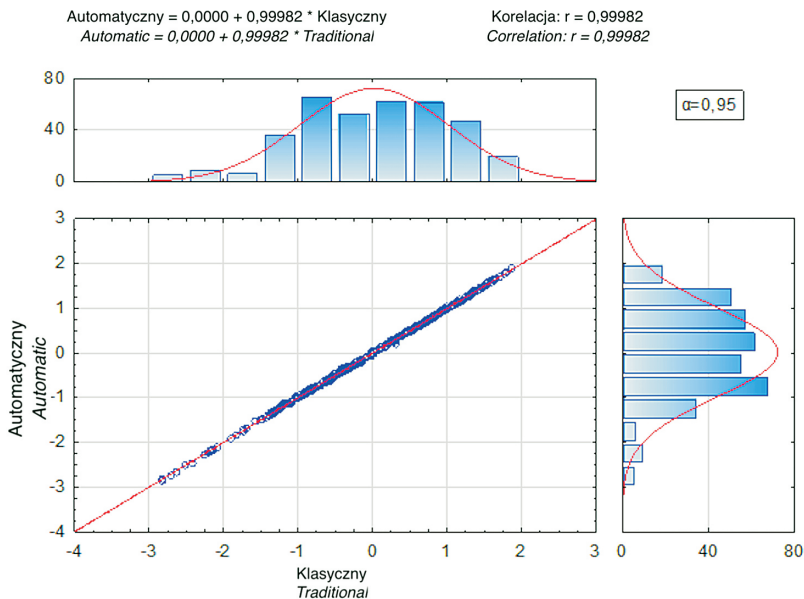 Automatyczny = 0,0000 + 0,99982 * Klasyczny
Automatic = 0,0000 + 0,99982 * Traditional
Korelacja: r = 0,99982
Correlation: r = 0,99982
80
40
0
α=0,95
3
2
1
0
-1
-2
-3
-4
Automatyczny
Automatic
-4
-3
-2
-1
0
1
2
3
Klasyczny
Traditional
0
40
80